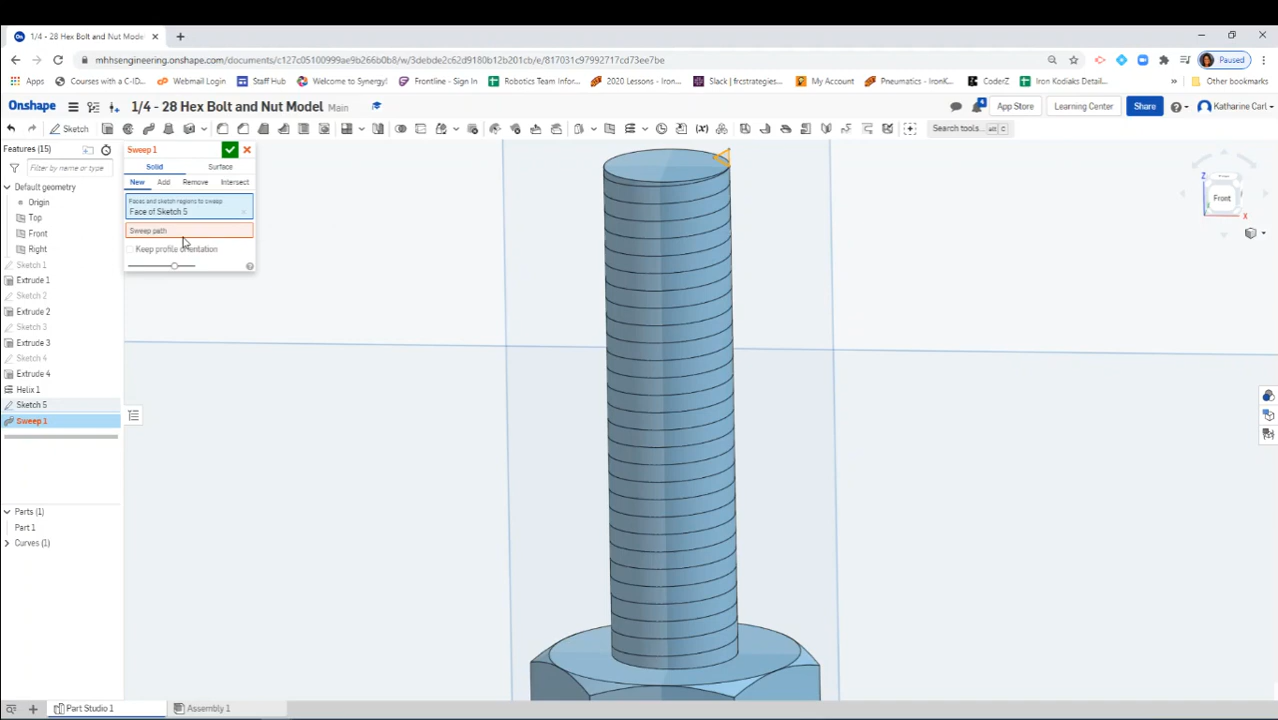 1/4 - 28 Hex Bolt and Nut Model
mhhsengineering.onshape.com/documents/c127c05100999ae9b266b0b8/w/3debde2c62d9180b12b201cb/e/817031c97992717cd73ee7be
Paused
Apps
Courses with a C-ID...
Webmail Login
Staff Hub
Welcome to Synergy!
Frontline - Sign In
Robotics Team Infor...
2020 Lessons - Iron...
Slack | fcrstrategies...
My Account
Pneumatics - IronK...
CoderZ
Iron Kodiaks Detail...
»
Other bookmarks
Onshape
1/4 - 28 Hex Bolt and Nut Model
Main
4
App Store
Learning Center
Share
Katharine Carl
Sketch
Search tools...
alt C
Features (15)
Filter by name or type
Default geometry
Origin
Top
Front
Right
Sketch 1
Extrude 1
Sketch 2
Extrude 2
Sketch 3
Extrude 3
Sketch 4
Extrude 4
Helix 1
Sketch 5
Sweep 1
Parts (1)
Part 1
Curves (1)
Sweep 1
Solid
Surface
New
Add
Remove
Intersect
Faces and sketch regions to sweep
Face of Sketch 5
Sweep path
Keep profile orientation
Z
Front
X
Part Studio 1
Assembly 1